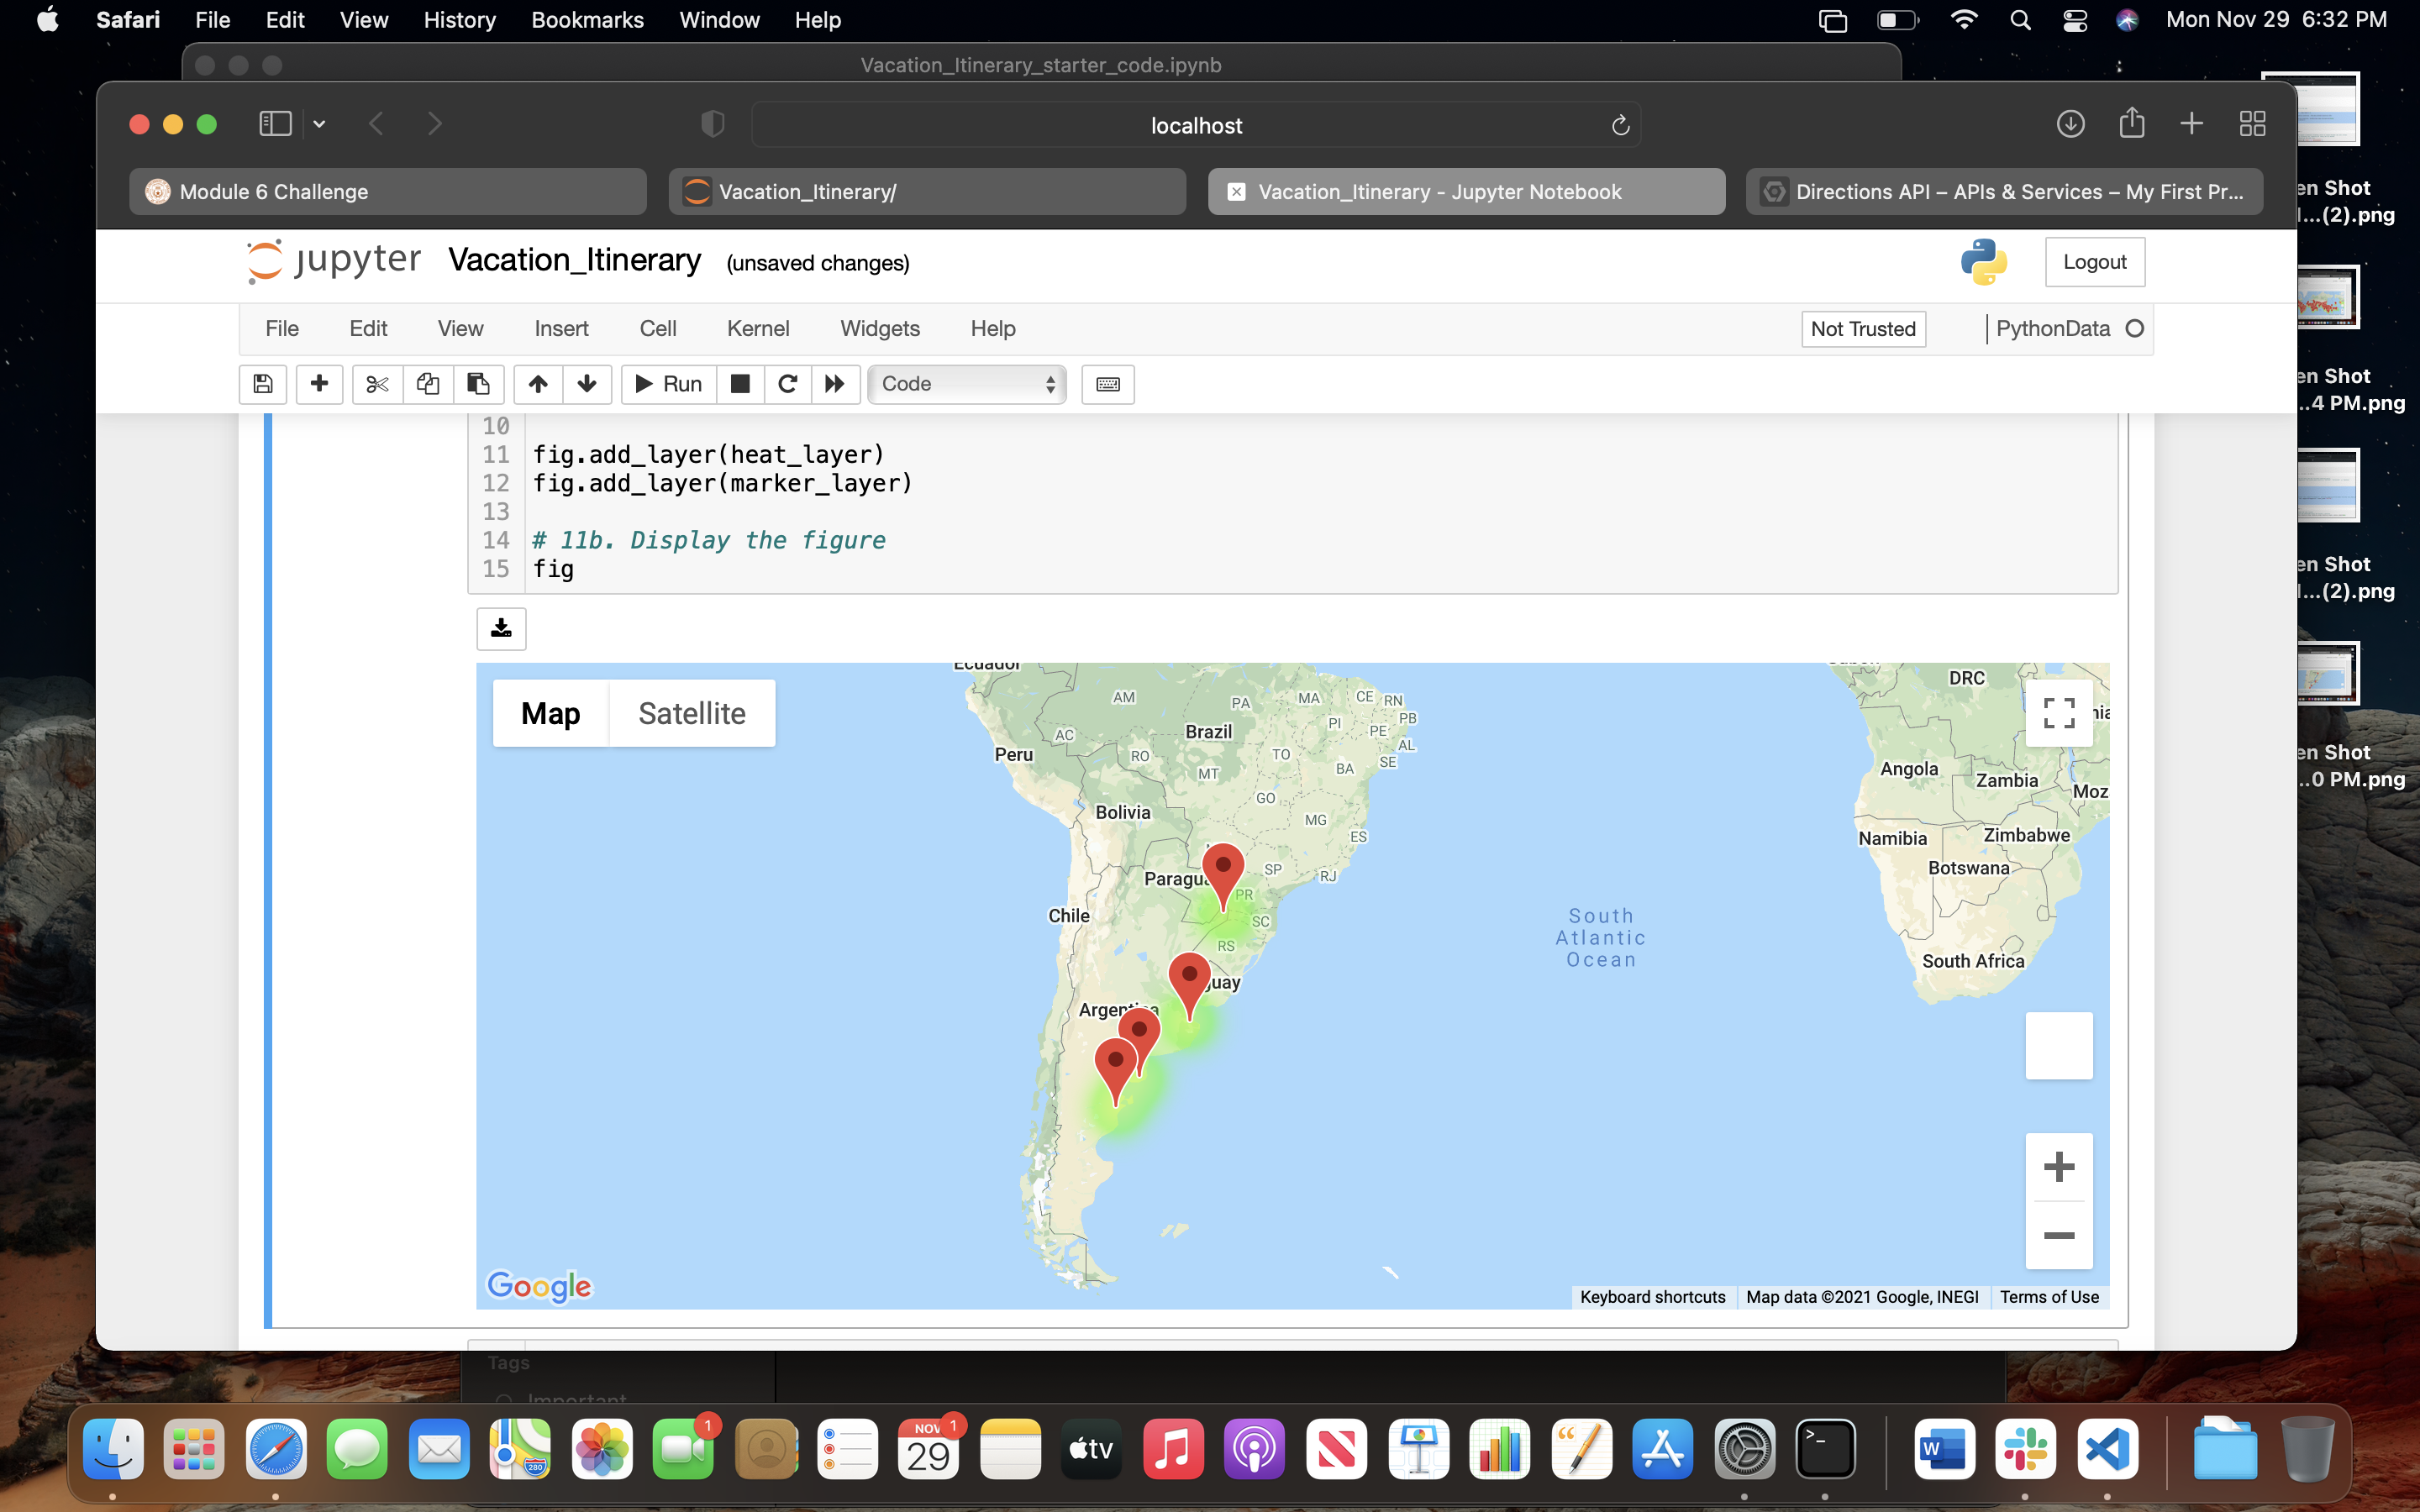 Safari File Edit View History Bookmarks Window Help Mon Nov 29 6:32 PM
Vacation_Itinerary_starter_code.ipynb
localhost
Module 6 Challenge Vacation_Itinerary/ Vacation_Itinerary - Jupyter Notebook Directions API – APIs & Services – My First Pr...
jupyter Vacation_Itinerary (unsaved changes) Logout
File Edit View Insert Cell Kernel Widgets Help Not Trusted PythonData
Run Code
10
11 fig.add_layer(heat_layer)
12 fig.add_layer(marker_layer)
13
14 # 11b. Display the figure
15 fig
Map Satellite
Ecuador
AM
PA
MA
CE
RN
PB
PI
PE
AL
AC
Brazil
Peru
RO
TO
SE
MT
BA
GO
Bolivia
MG
ES
SP
RJ
PR
Chile
SC
RS
South
Atlantic
Ocean
DRC
Angola
Zambia
Moz
Namibia
Zimbabwe
Botswana
South Africa
Google
Keyboard shortcuts Map data ©2021 Google, INEGI Terms of Use
en Shot
...(2).png
en Shot
...4 PM.png
en Shot
...(2).png
en Shot
...0 PM.png
Tags
Important
280
1
NOV
29
1
tv
>_
W